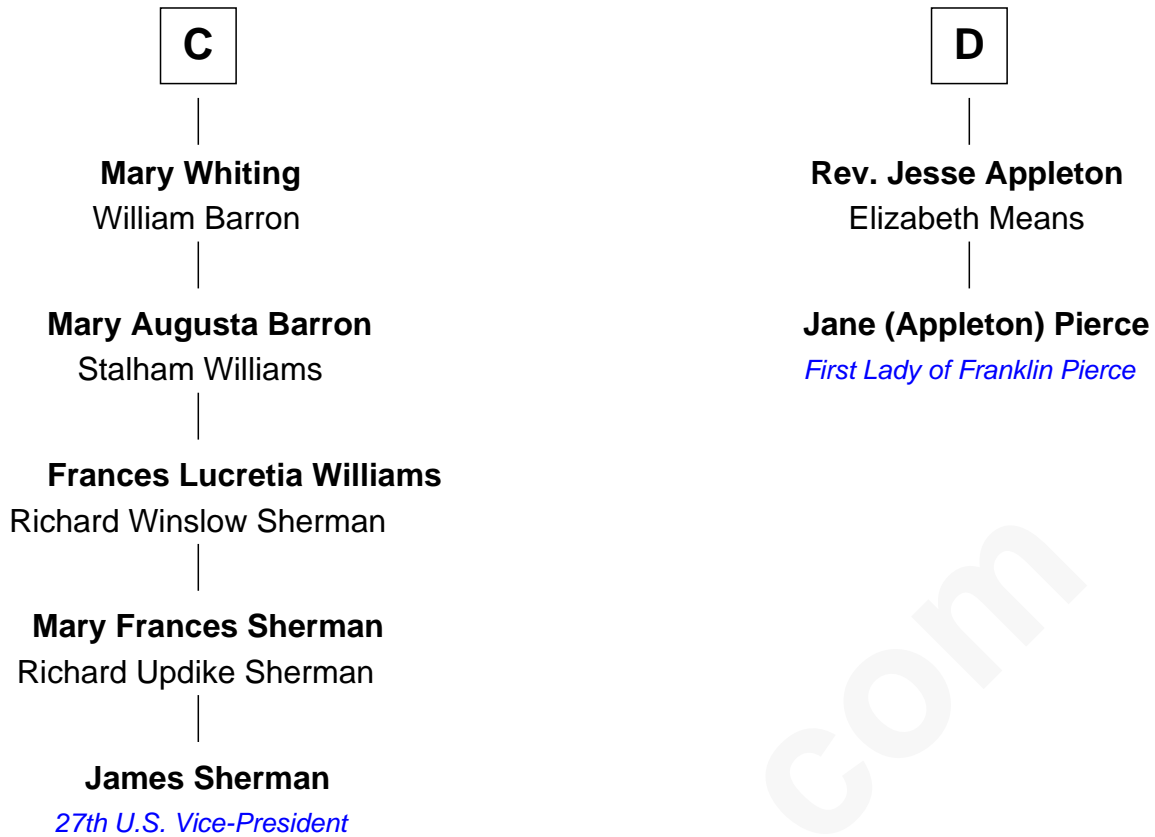 C
Mary Whiting
William Barron
Mary Augusta Barron
Stalham Williams
Frances Lucretia Williams
Richard Winslow Sherman
Mary Frances Sherman
Richard Updike Sherman
James Sherman
27th U.S. Vice-President
D
Rev. Jesse Appleton
Elizabeth Means
Jane (Appleton) Pierce
First Lady of Franklin Pierce
com